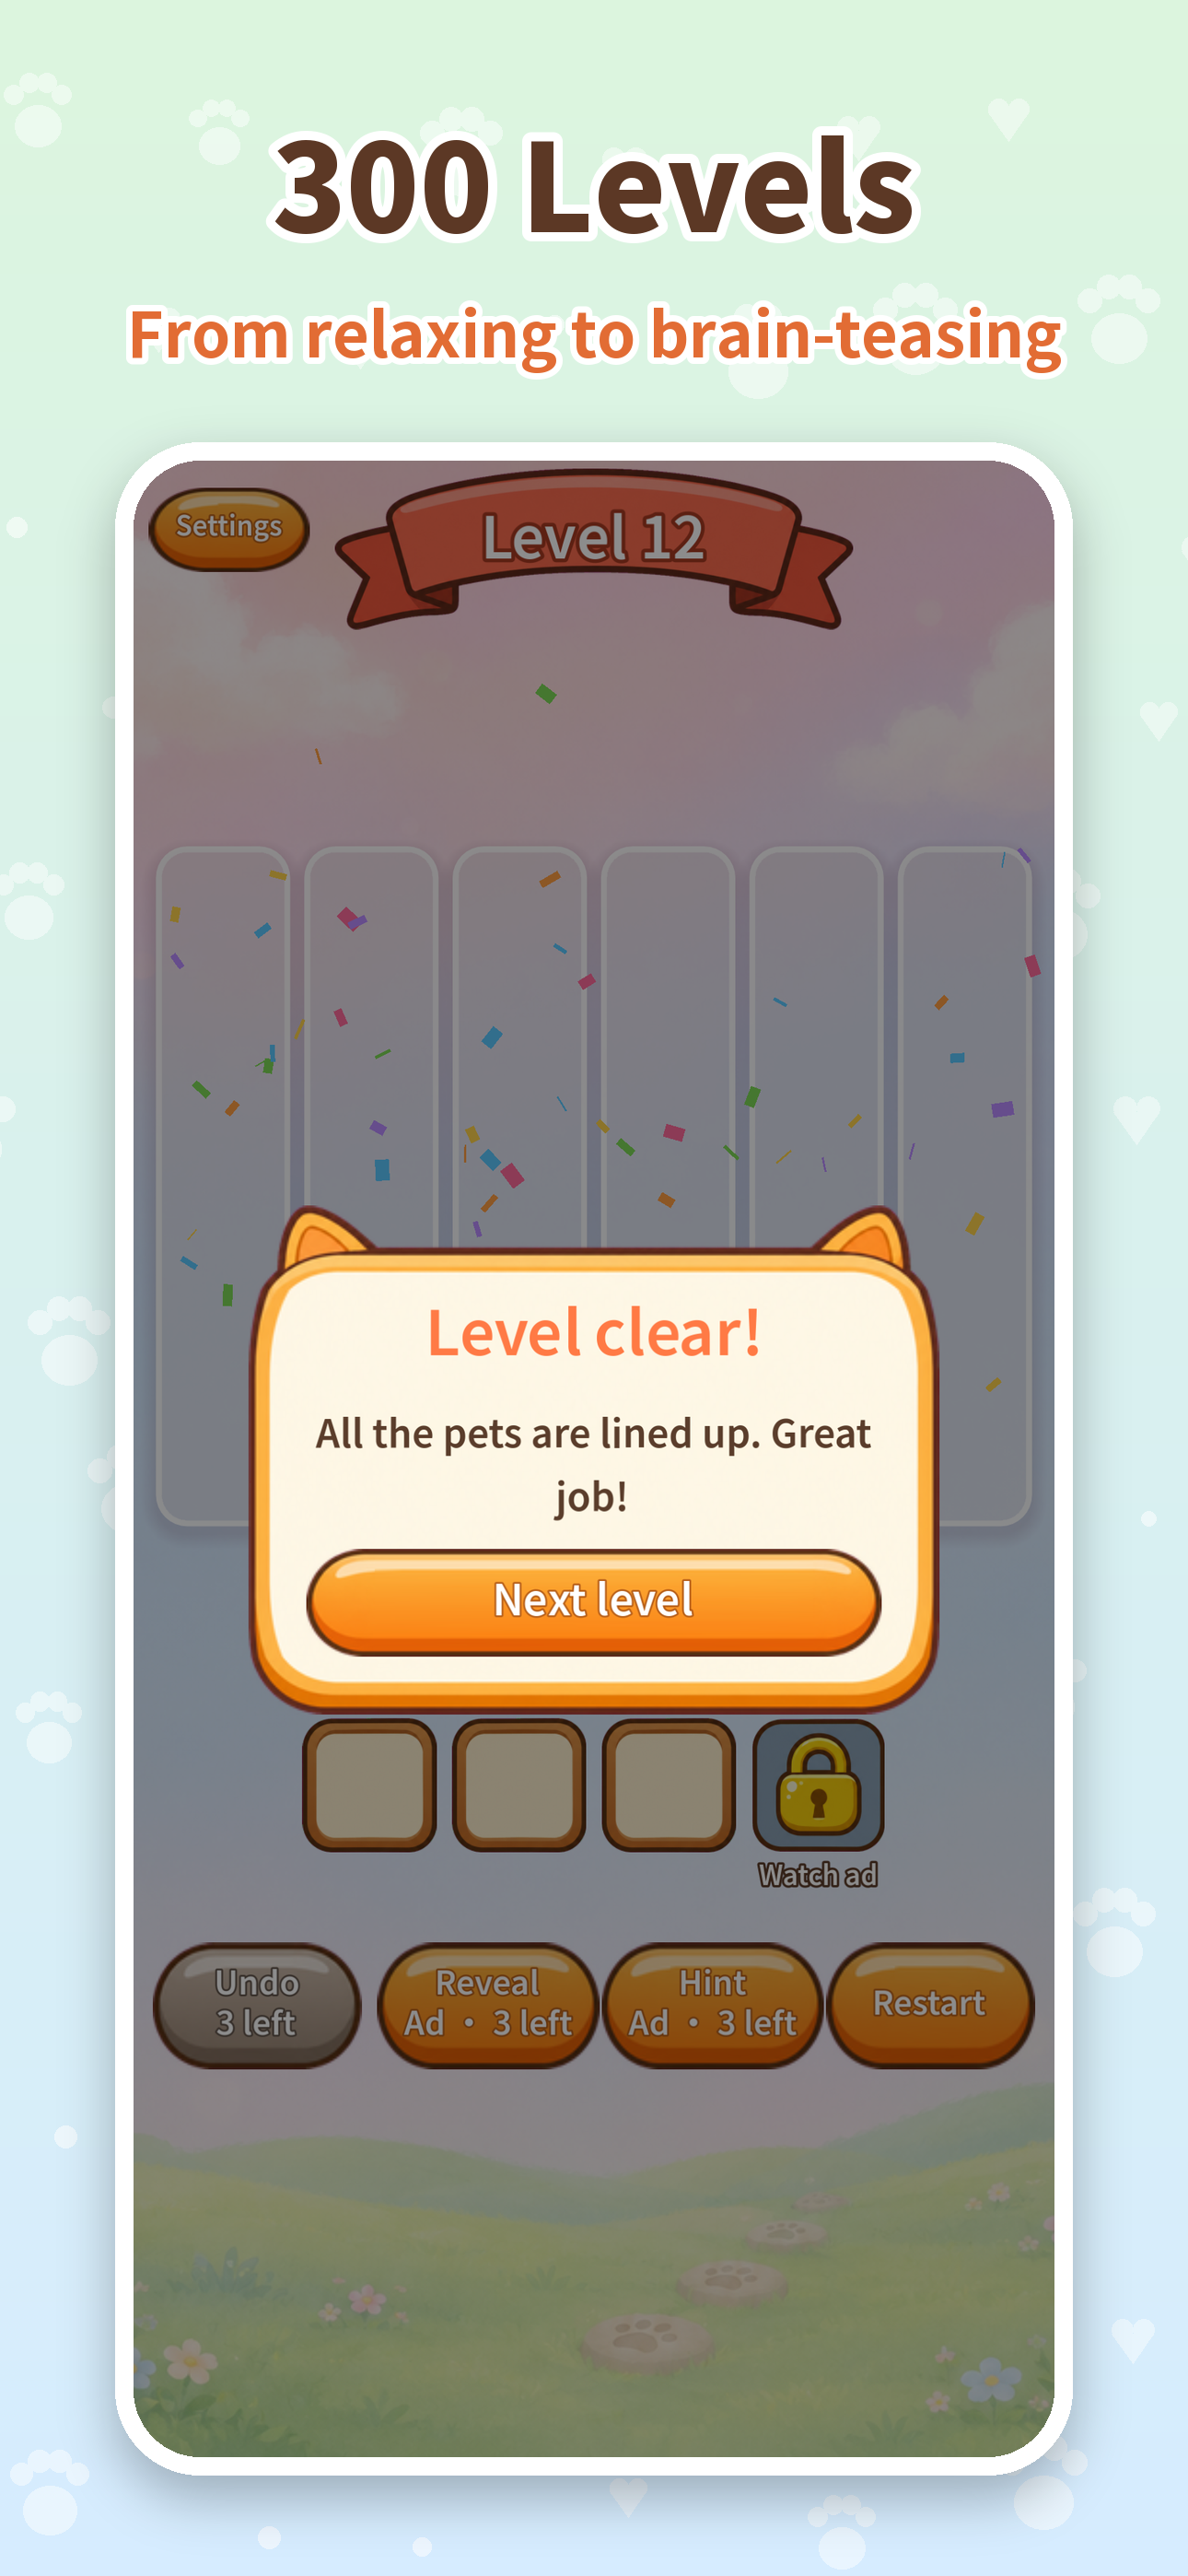 300 Levels
From relaxing to brain-teasing
Settings
Level 12
Level clear!
All the pets are lined up. Great
job!
Next level
Watch ad
Undo
3 left
Reveal
Ad • 3 left
Hint
Ad • 3 left
Restart